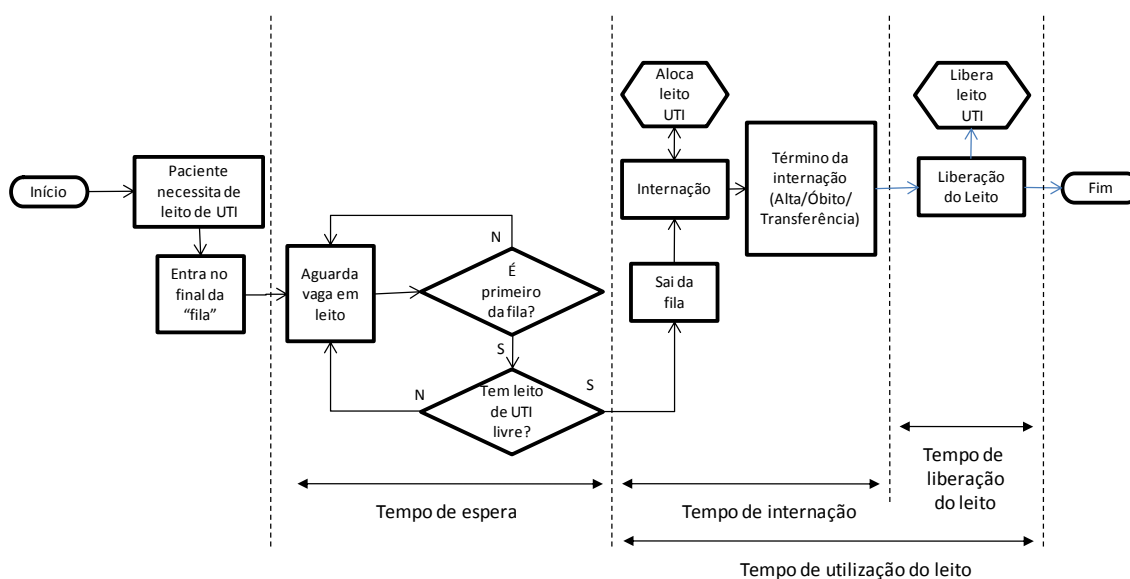 Início
Paciente
necessita de
leito de UTI
Entra no
final da
“fila”
Aguarda
vaga em
leito
N
É
primeiro
da fila?
S
N
Tem leito
de UTI
livre?
S
Aloca
leito
UTI
Internação
Sai da
fila
Término da
internação
(Alta/Óbito/
Transferência)
Libera
leito
UTI
Liberação
do Leito
Fim
Tempo de espera
Tempo de internação
Tempo de
liberação
do leito
Tempo de utilização do leito